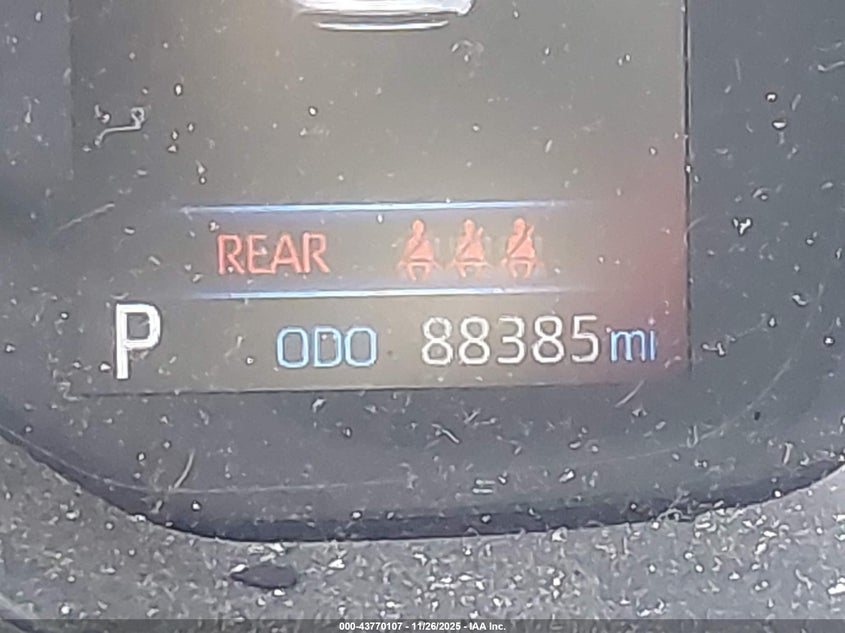 REAR
P ODO 88385 mi
000-43770107 - 11/26/2025 - IAA Inc.